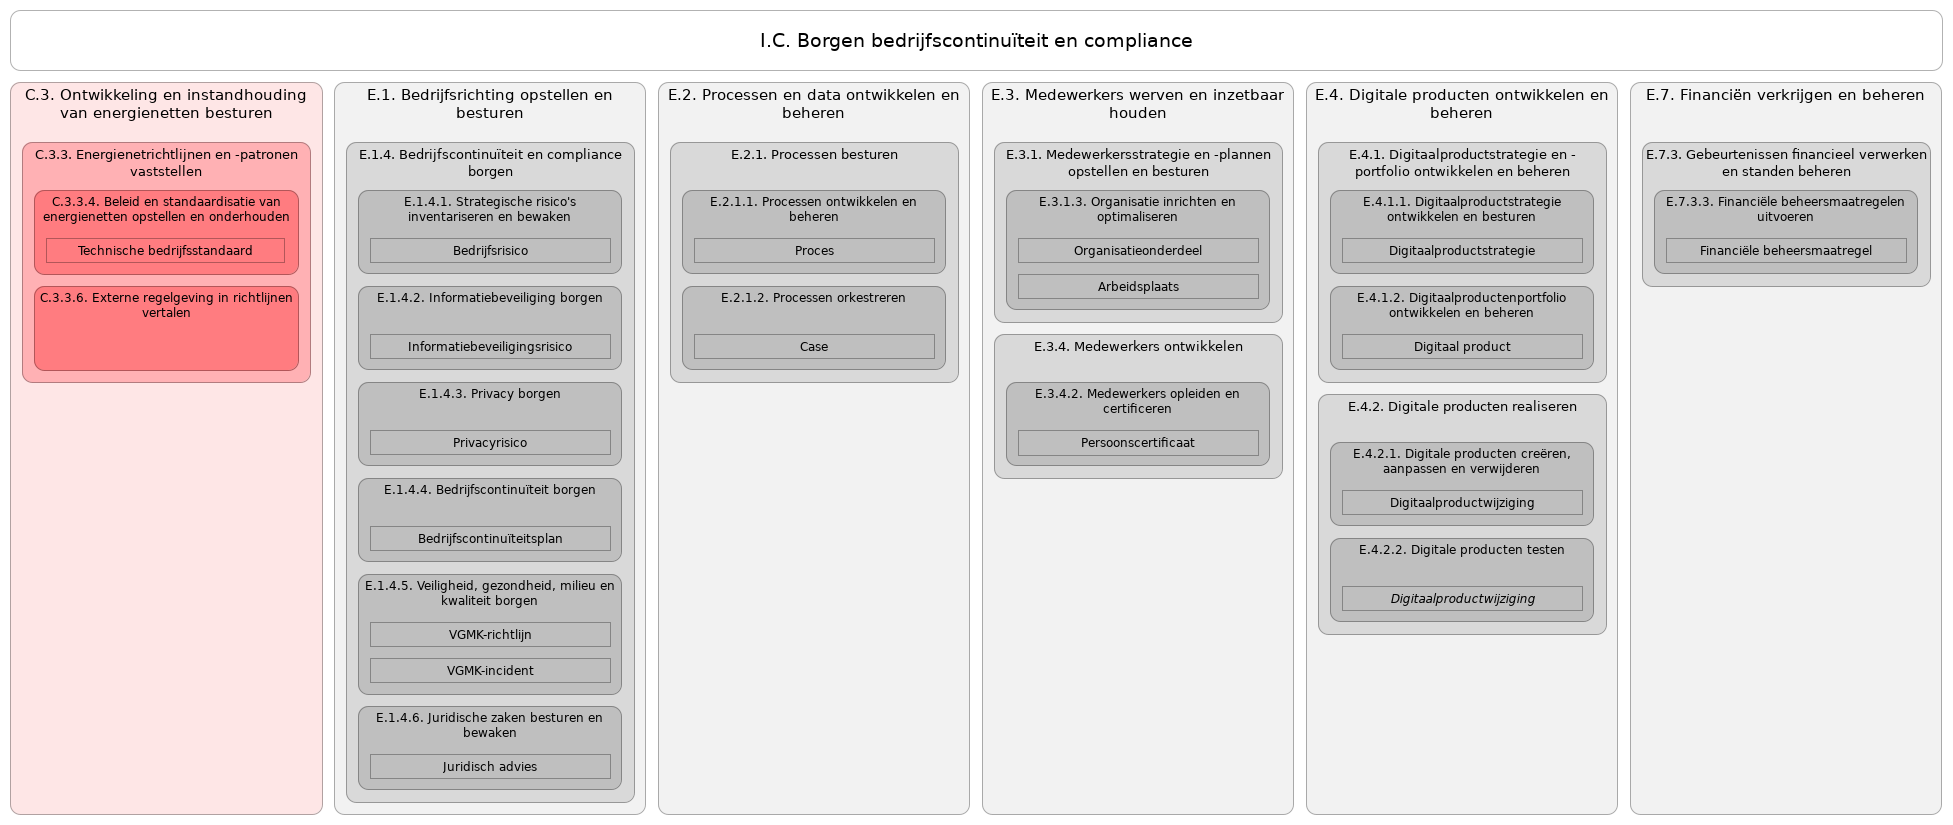 I.C. Borgen bedrijfscontinuïteit en compliance
C.3. Ontwikkeling en instandhouding
van energienetten besturen
C.3.3. Energienetrichtlijnen en -patronen
vaststellen
C.3.3.4. Beleid en standaardisatie van
energienetten opstellen en onderhouden
Technische bedrijfsstandaard
C.3.3.6. Externe regelgeving in richtlijnen
vertalen
E.1. Bedrijfsrichting opstellen en
besturen
E.1.4. Bedrijfscontinuïteit en compliance
borgen
E.1.4.1. Strategische risico's
inventariseren en bewaken
Bedrijfsrisico
E.1.4.2. Informatiebeveiliging borgen
Informatiebeveiligingsrisico
E.1.4.3. Privacy borgen
Privacyrisico
E.1.4.4. Bedrijfscontinuïteit borgen
Bedrijfscontinuïteitsplan
E.1.4.5. Veiligheid, gezondheid, milieu en
kwaliteit borgen
VGMK-richtlijn
VGMK-incident
E.1.4.6. Juridische zaken besturen en
bewaken
Juridisch advies
E.2. Processen en data ontwikkelen en
beheren
E.2.1. Processen besturen
E.2.1.1. Processen ontwikkelen en
beheren
Proces
E.2.1.2. Processen orkestreren
Case
E.3. Medewerkers werven en inzetbaar
houden
E.3.1. Medewerkersstrategie en -plannen
opstellen en besturen
E.3.1.3. Organisatie inrichten en
optimaliseren
Organisatieonderdeel
Arbeidsplaats
E.3.4. Medewerkers ontwikkelen
E.3.4.2. Medewerkers opleiden en
certificeren
Persoonscertificaat
E.4. Digitale producten ontwikkelen en
beheren
E.4.1. Digitaalproductstrategie en -
portfolio ontwikkelen en beheren
E.4.1.1. Digitaalproductstrategie
ontwikkelen en besturen
Digitaalproductstrategie
E.4.1.2. Digitaalproductenportfolio
ontwikkelen en beheren
Digitaal product
E.4.2. Digitale producten realiseren
E.4.2.1. Digitale producten creëren,
aanpassen en verwijderen
Digitaalproductwijziging
E.4.2.2. Digitale producten testen
Digitaalproductwijziging
E.7. Financiën verkrijgen en beheren
E.7.3. Gebeurtenissen financieel verwerken
en standen beheren
E.7.3.3. Financiële beheersmaatregelen
uitvoeren
Financiële beheersmaatregel